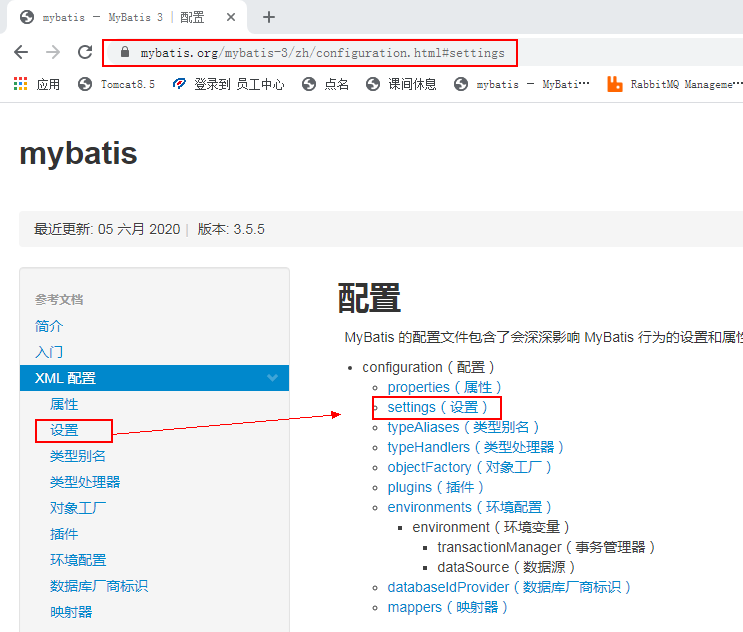 mybatis – MyBatis 3 | 配置
mybatis.org/mybatis-3/zh/configuration.html#settings
应用 Tomcat8.5 登录到 员工中心 点名 课间休息 mybatis – MyBati… RabbitMQ Manageme…
mybatis
最近更新: 05 六月 2020 | 版本: 3.5.5
参考文档
简介
入门
XML 配置
属性
设置
类型别名
类型处理器
对象工厂
插件
环境配置
数据库厂商标识
映射器
配置
MyBatis 的配置文件包含了会深深影响 MyBatis 行为的设置和属性
configuration（配置）
properties（属性）
settings（设置）
typeAliases（类型别名）
typeHandlers（类型处理器）
objectFactory（对象工厂）
plugins（插件）
environments（环境配置）
environment（环境变量）
transactionManager（事务管理器）
dataSource（数据源）
databaseIdProvider（数据库厂商标识）
mappers（映射器）